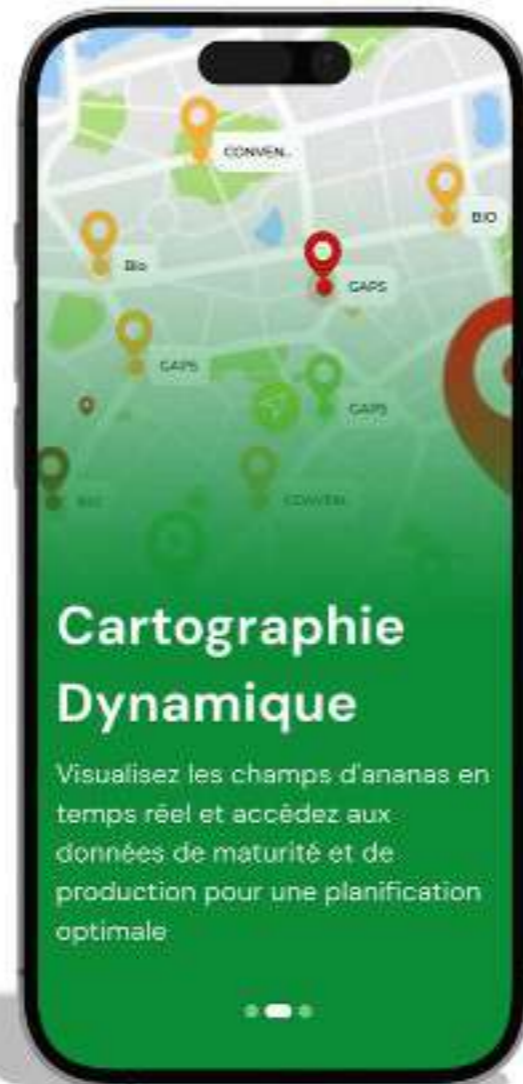 CONVEN..
BIO
Bio
GAPS
GAPS
GAPS
BIO
CONVEN..
Cartographie
Dynamique
Visualisez les champs d'ananas en
temps réel et accédez aux
données de maturité et de
production pour une planification
optimale